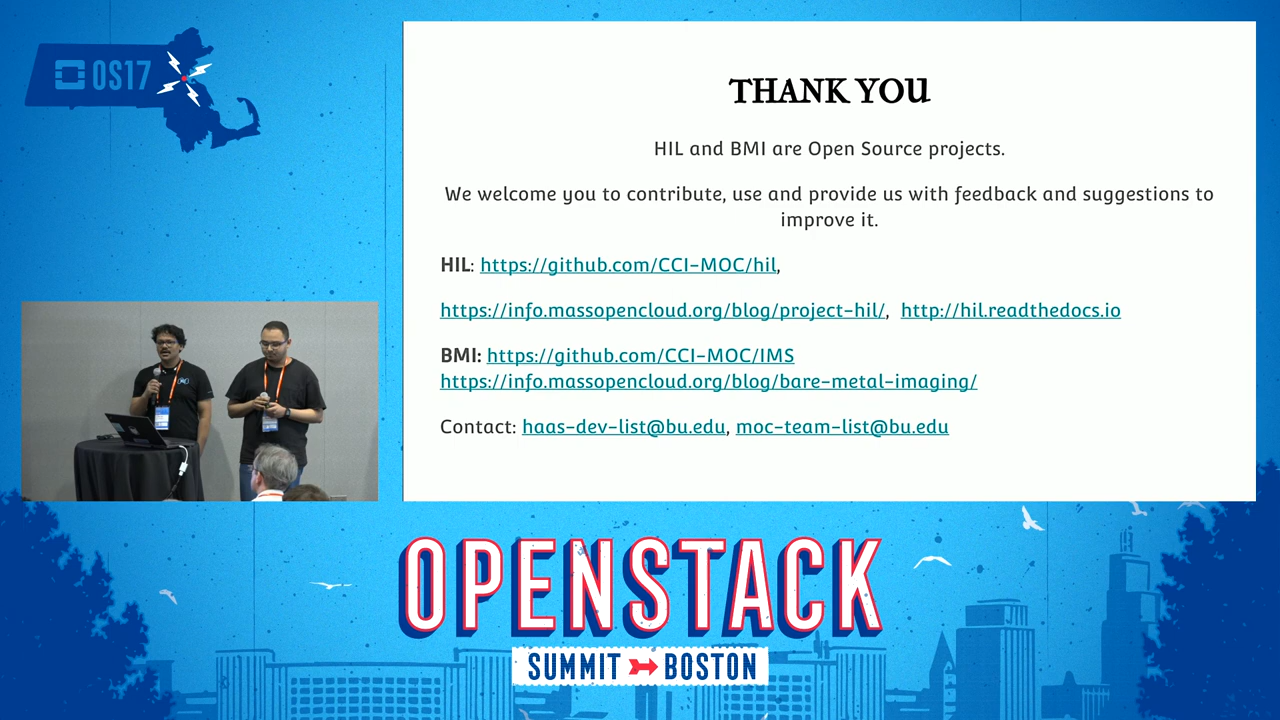 OS17
THANK YOU
HIL and BMI are Open Source projects.
We welcome you to contribute, use and provide us with feedback and suggestions to
improve it.
HIL: https://github.com/CCI-MOC/hil,
https://info.massopencloud.org/blog/project-hil/, http://hil.readthedocs.io
BMI: https://github.com/CCI-MOC/IMS
https://info.massopencloud.org/blog/bare-metal-imaging/
Contact: haas-dev-list@bu.edu, moc-team-list@bu.edu
OPENSTACK
SUMMIT BOSTON